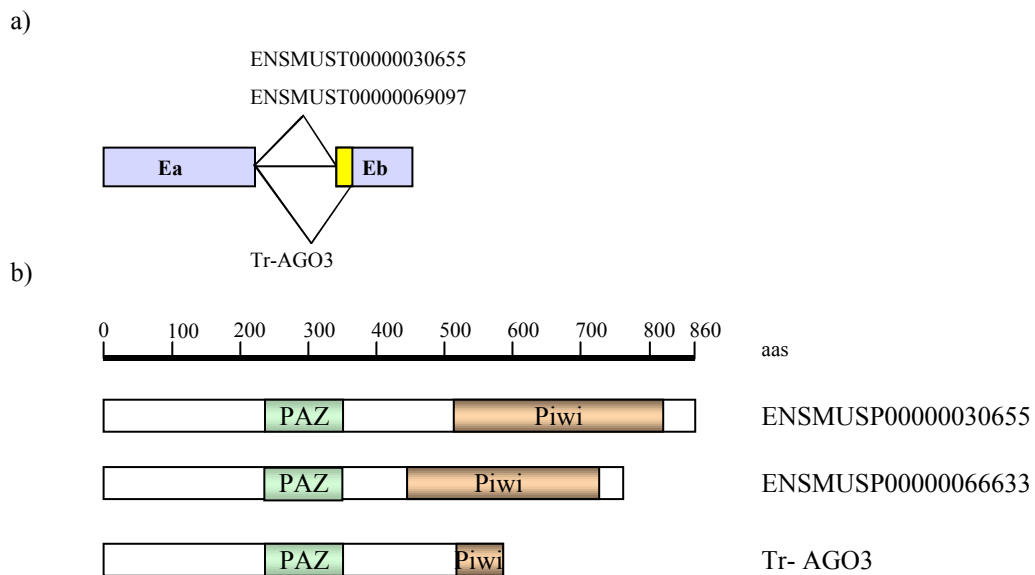 a)
ENSMUST00000030655
ENSMUST00000069097
Ea
Eb
Tr-AGO3
b)
0 100 200 300 400 500 600 700 800 860
aas
PAZ Piwi ENSMUSP00000030655
PAZ Piwi ENSMUSP00000066633
PAZ Piwi Tr- AGO3